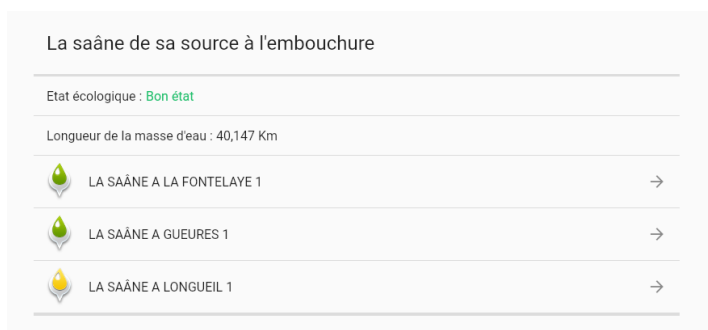 La saâne de sa source à l'embouchure
Etat écologique : Bon état
Longueur de la masse d'eau : 40,147 Km
LA SAÂNE A LA FONTELAYE 1
LA SAÂNE A GUEURES 1
LA SAÂNE A LONGUEIL 1